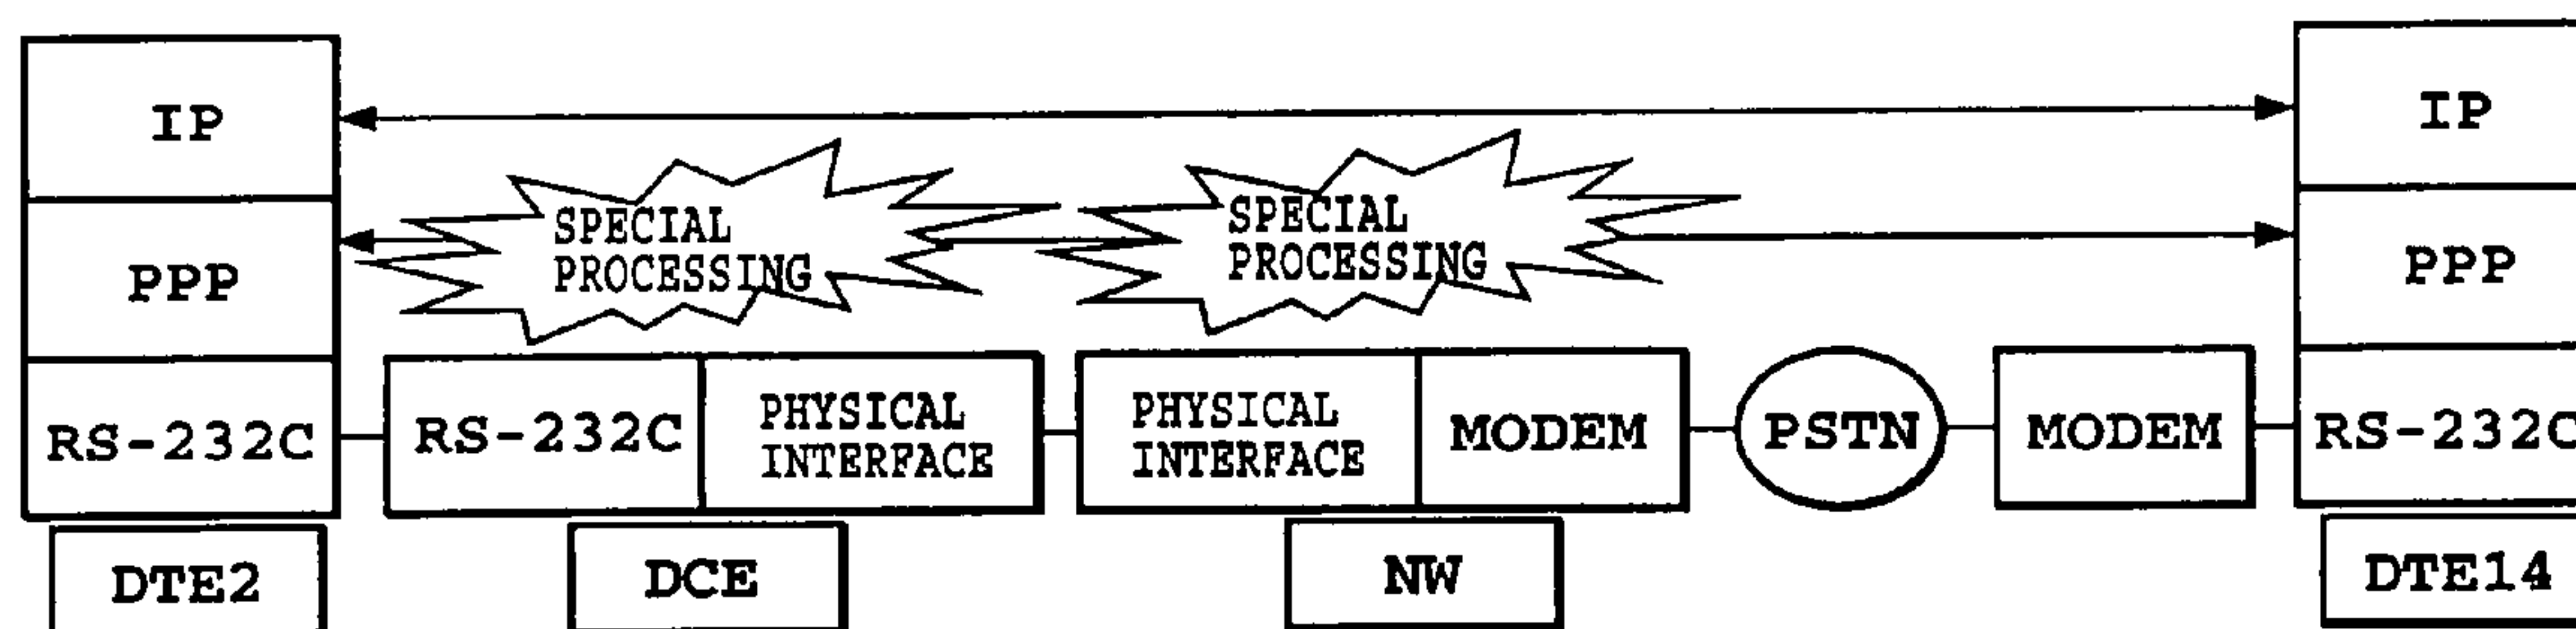 IP
IP
SPECIAL
PROCESSING
SPECIAL
PROCESSING
PPP
PPP
RS-232C
RS-232C
PHYSICAL
INTERFACE
PHYSICAL
INTERFACE
MODEM
PSTN
MODEM
RS-232C
DTE2
DCE
NW
DTE14